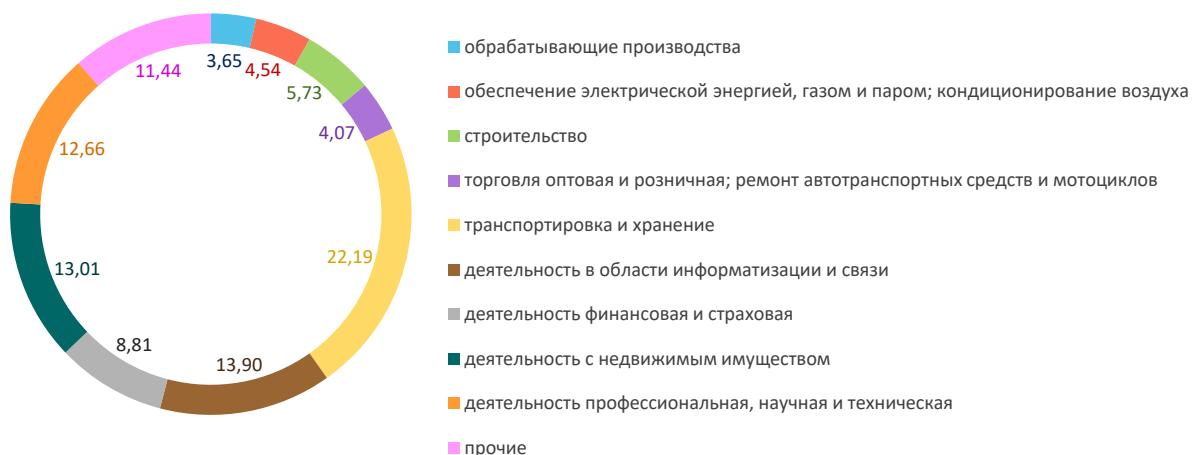 3,65
4,54
5,73
4,07
22,19
13,90
8,81
13,01
12,66
11,44
обрабатывающие производства
обеспечение электрической энергией, газом и паром; кондиционирование воздуха
строительство
торговля оптовая и розничная; ремонт автотранспортных средств и мотоциклов
транспортировка и хранение
деятельность в области информатизации и связи
деятельность финансовая и страховая
деятельность с недвижимым имуществом
деятельность профессиональная, научная и техническая
прочие